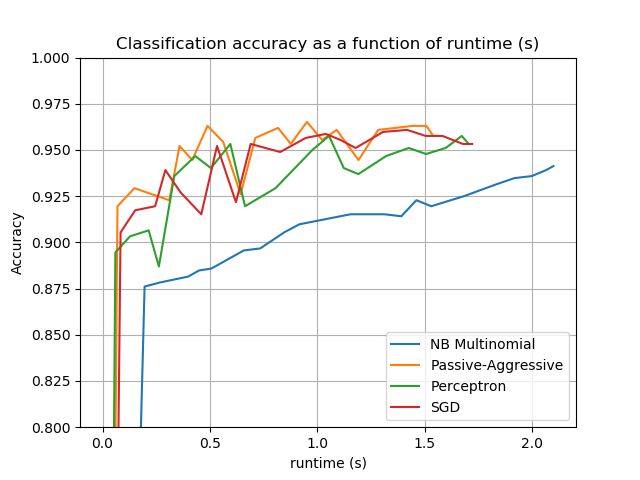 Classification accuracy as a function of runtime (s)
1.000
0.975
0.950
0.925
0.900
0.875
0.850
0.825
0.800
Accuracy
NB Multinomial
Passive-Aggressive
Perceptron
SGD
0.0 0.5 1.0 1.5 2.0
runtime (s)